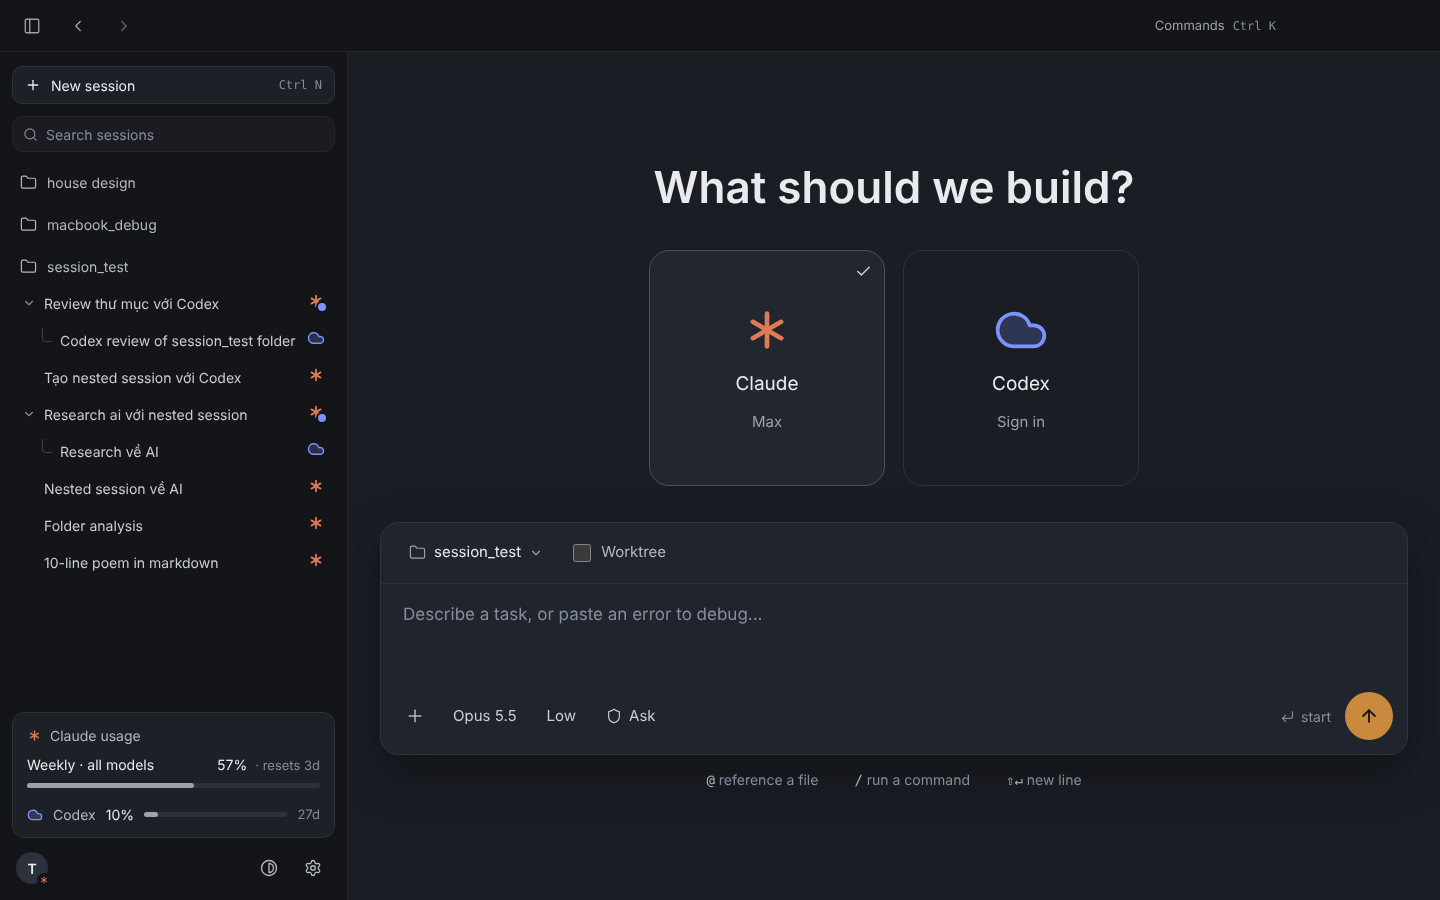 Commands Ctrl K
New session Ctrl N
Search sessions
house design
macbook_debug
session_test
Review thư mục với Codex
Codex review of session_test folder
Tạo nested session với Codex
Research ai với nested session
Research về AI
Nested session về AI
Folder analysis
10-line poem in markdown
Claude usage
Weekly · all models 57% · resets 3d
Codex 10% 27d
T
What should we build?
Claude
Max
Codex
Sign in
session_test Worktree
Describe a task, or paste an error to debug...
Opus 5.5 Low Ask start
@ reference a file / run a command ⇧↵ new line